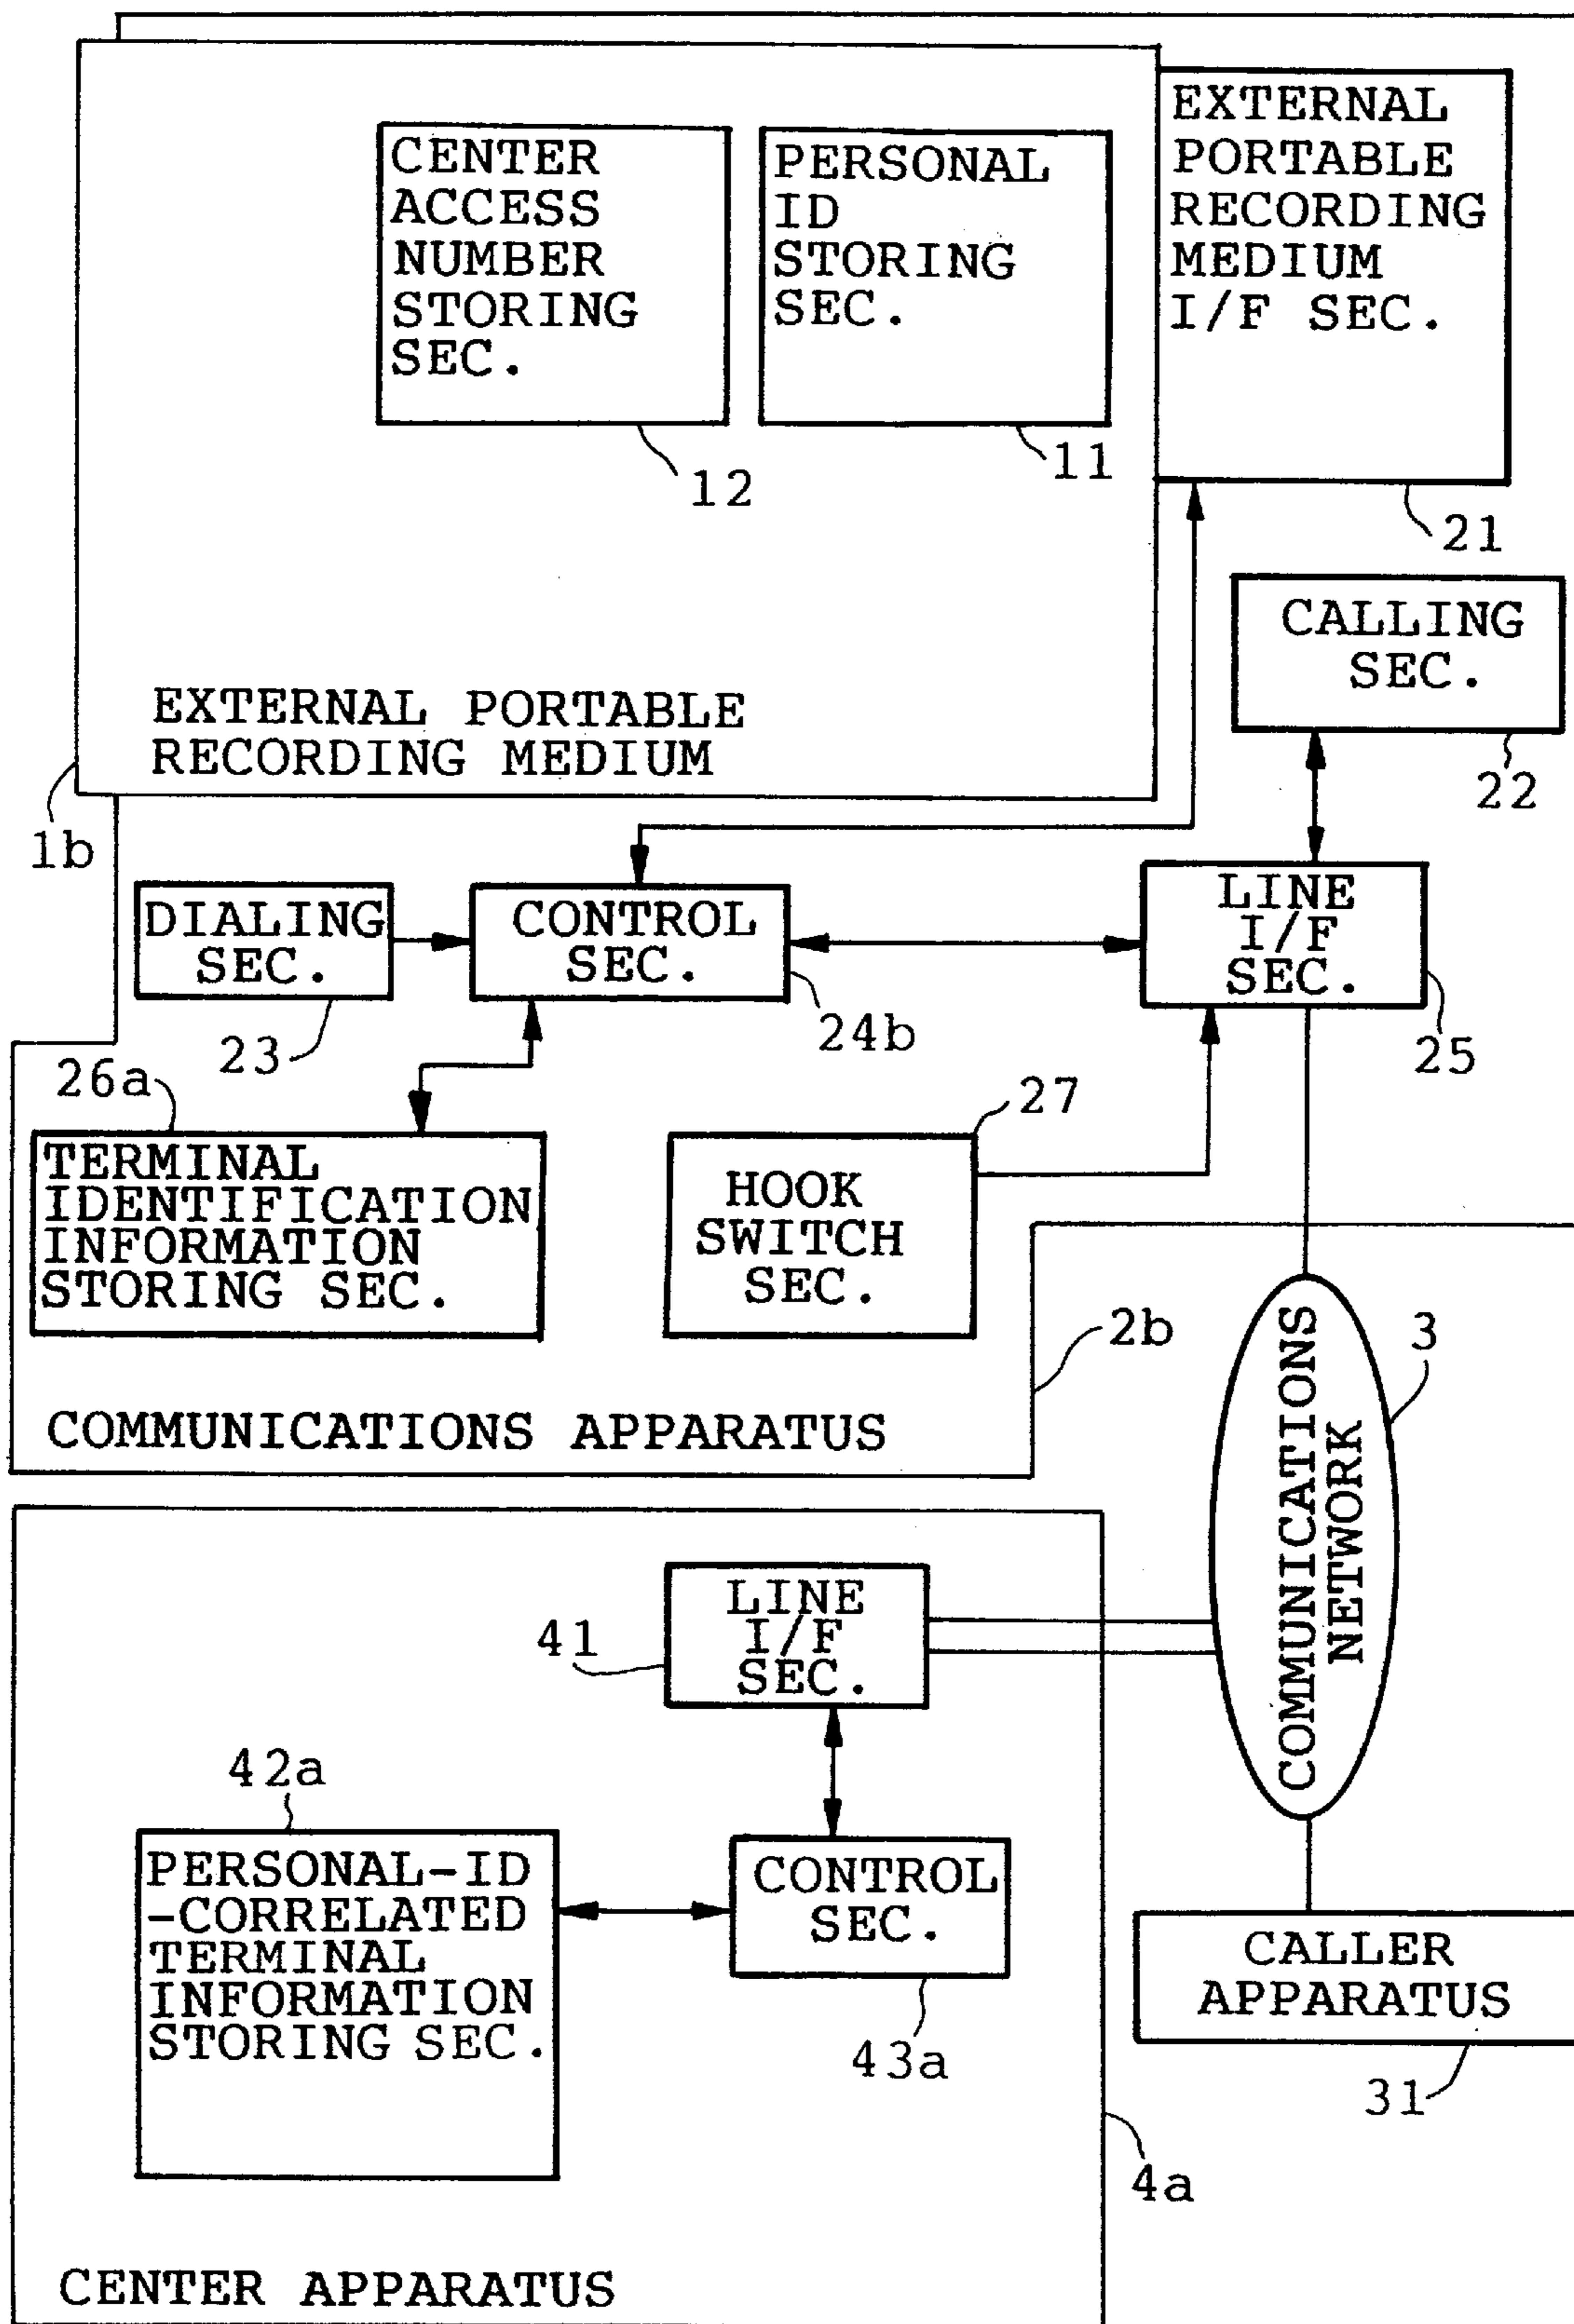 CENTER
ACCESS
NUMBER
STORING
SEC.
12
PERSONAL
ID
STORING
SEC.
11
EXTERNAL
PORTABLE
RECORDING
MEDIUM
I/F SEC.
21
CALLING
SEC.
22
EXTERNAL PORTABLE
RECORDING MEDIUM
1b
DIALING
SEC.
23
CONTROL
SEC.
24b
LINE
I/F
SEC.
25
26a
TERMINAL
IDENTIFICATION
INFORMATION
STORING SEC.
27
HOOK
SWITCH
SEC.
2b
COMMUNICATIONS APPARATUS
3
COMMUNICATIONS
NETWORK
LINE
I/F
SEC.
41
42a
PERSONAL-ID
-CORRELATED
TERMINAL
INFORMATION
STORING SEC.
CONTROL
SEC.
43a
CALLER
APPARATUS
31
4a
CENTER APPARATUS